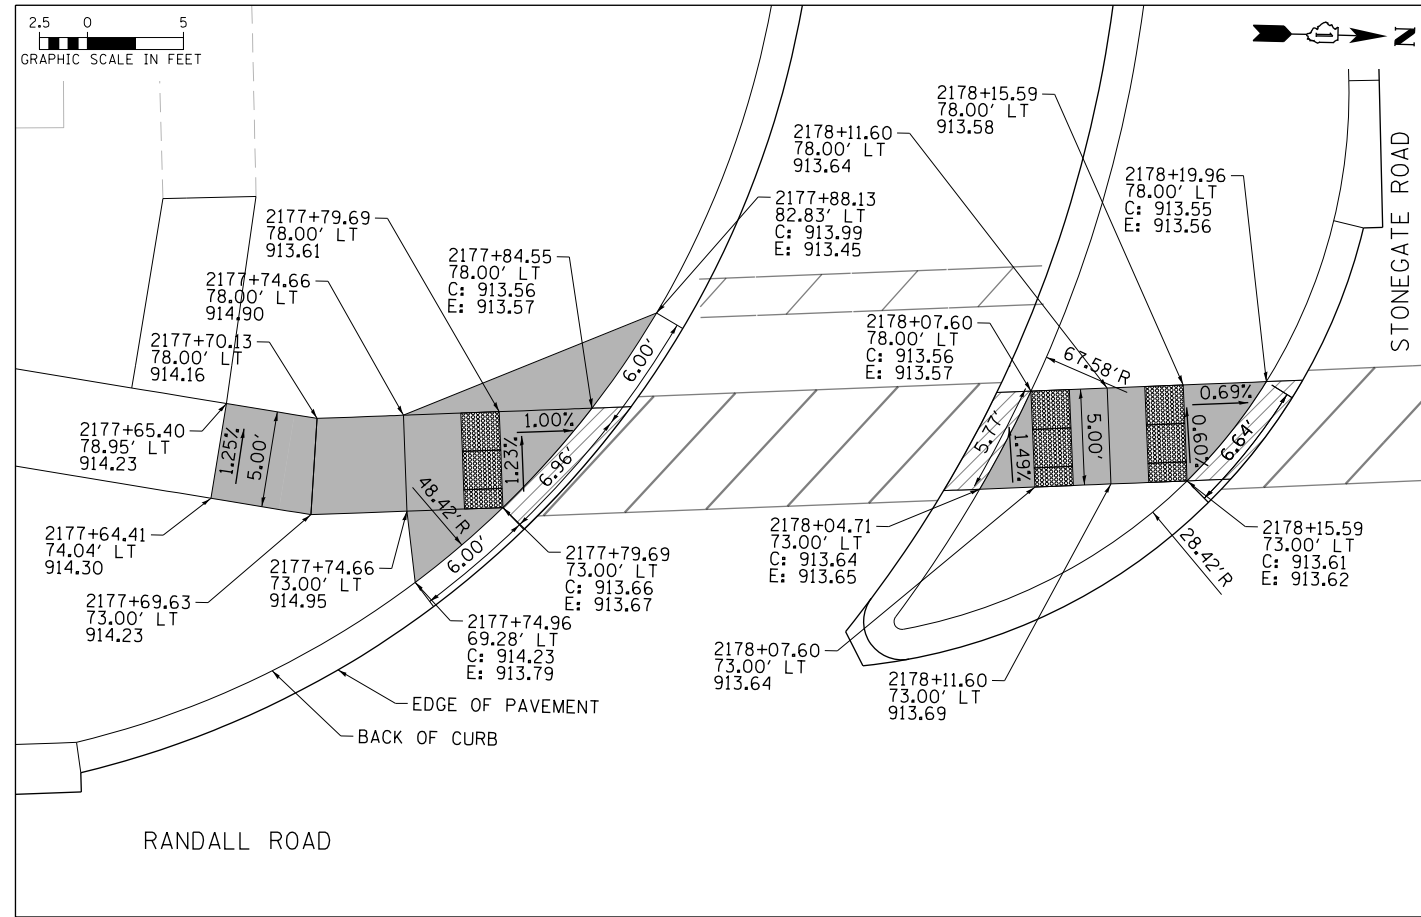 2.5 0 5
GRAPHIC SCALE IN FEET
N
STONEGATE ROAD
2178+15.59
78.00' LT
913.58
2178+11.60
78.00' LT
913.64
2178+19.96
78.00' LT
C: 913.55
E: 913.56
2177+88.13
82.83' LT
C: 913.99
E: 913.45
2177+79.69
78.00' LT
913.61
2177+84.55
78.00' LT
C: 913.56
E: 913.57
2177+74.66
78.00' LT
914.90
2177+70.13
78.00' LT
914.16
2178+07.60
78.00' LT
C: 913.56
E: 913.57
67.58'R
6.00'
0.69%
1.00%
2177+65.40
78.95' LT
914.23
1.25%
5.00'
1.23%
6.96'
48.42'R
6.00'
5.77'
1.49%
5.00'
0.60%
6.64'
2177+64.41
74.04' LT
914.30
2177+69.63
73.00' LT
914.23
2177+74.66
73.00' LT
914.95
2177+79.69
73.00' LT
C: 913.66
E: 913.67
2178+04.71
73.00' LT
C: 913.64
E: 913.65
28.42'R
2178+15.59
73.00' LT
C: 913.61
E: 913.62
2177+74.96
69.28' LT
C: 914.23
E: 913.79
2178+07.60
73.00' LT
913.64
2178+11.60
73.00' LT
913.69
EDGE OF PAVEMENT
BACK OF CURB
RANDALL ROAD